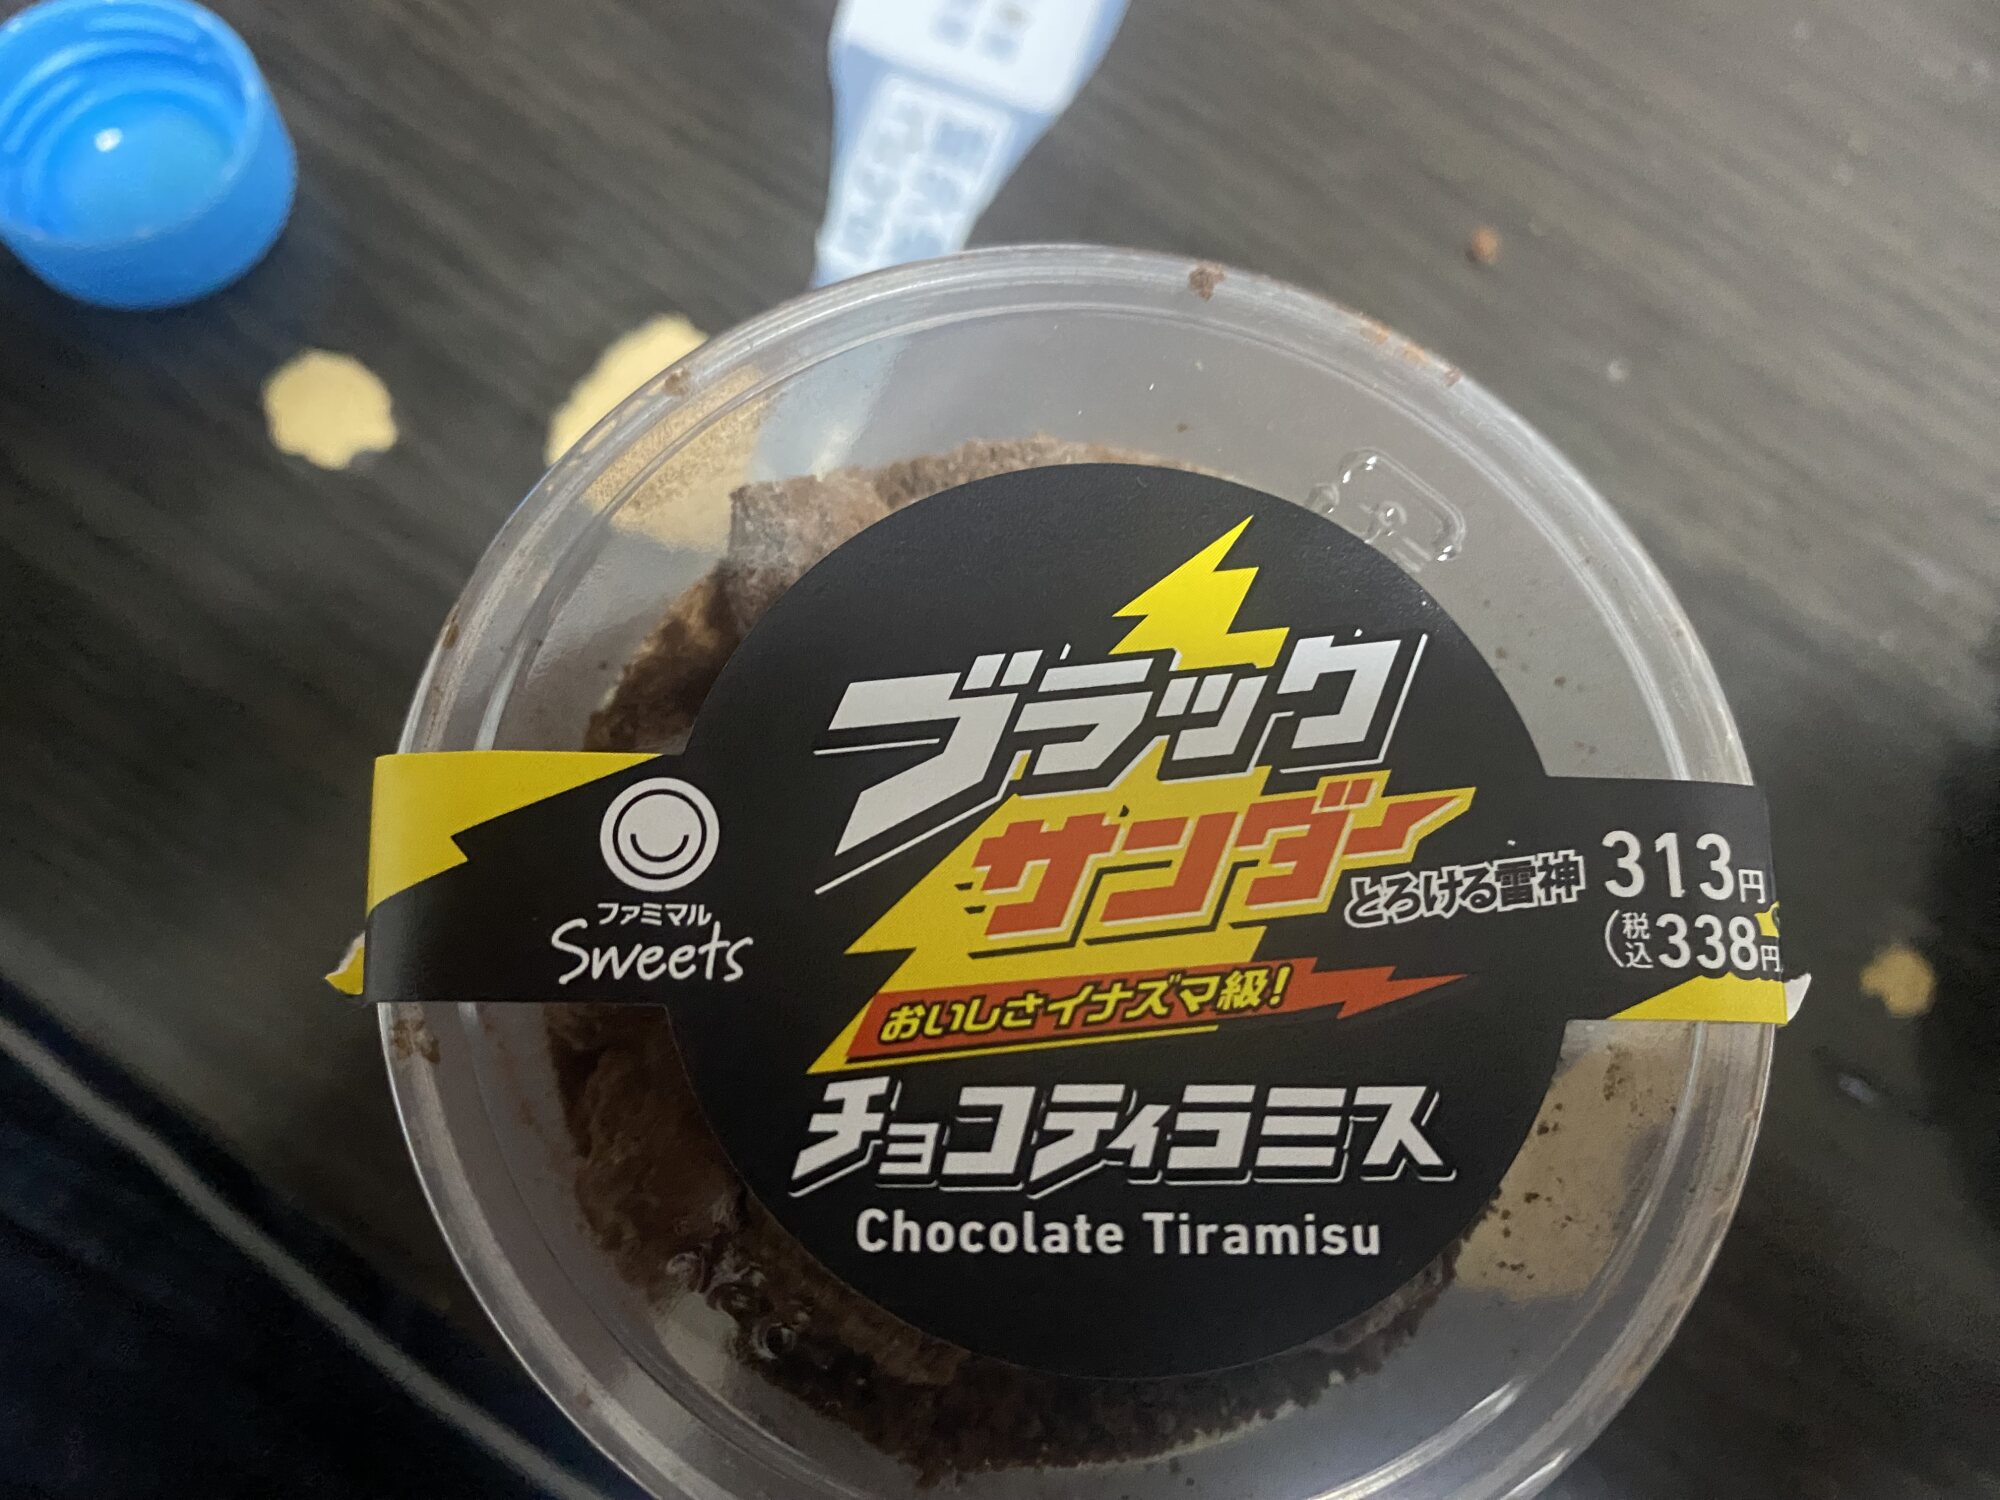 ブラック
サンダー
とろける雷神
おいしさイナズマ級!
チョコティラミス
Chocolate Tiramisu
ファミマル
Sweets
313円
(税込338円